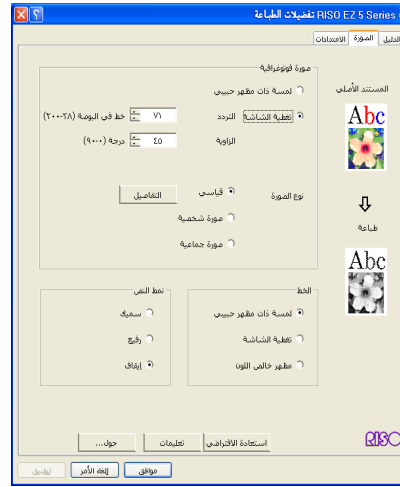 RISO EZ 5 Series تفضيلات الطباعة
الدليل الصورة الامتدادات
صورة فوتوغرافية
المستند الأصلي
لمسة ذات مظهر حبيبي
تغطية الشاشة التردد ٧١ خط في البوصة (٣٨-٢٠٠)
الزاوية ٤٥ درجة (٠-٩٠)
Abc
نوع الصورة قياسي التفاصيل
صورة شخصية
صورة جماعية
طباعة
Abc
الخط
لمسة ذات مظهر حبيبي
تغطية الشاشة
مظهر خالص اللون
نمط النص
سميك
رفيع
إيقاف
RISO
استعادة الافتراضي تعليمات حول...
موافق إلغاء الأمر تطبيق